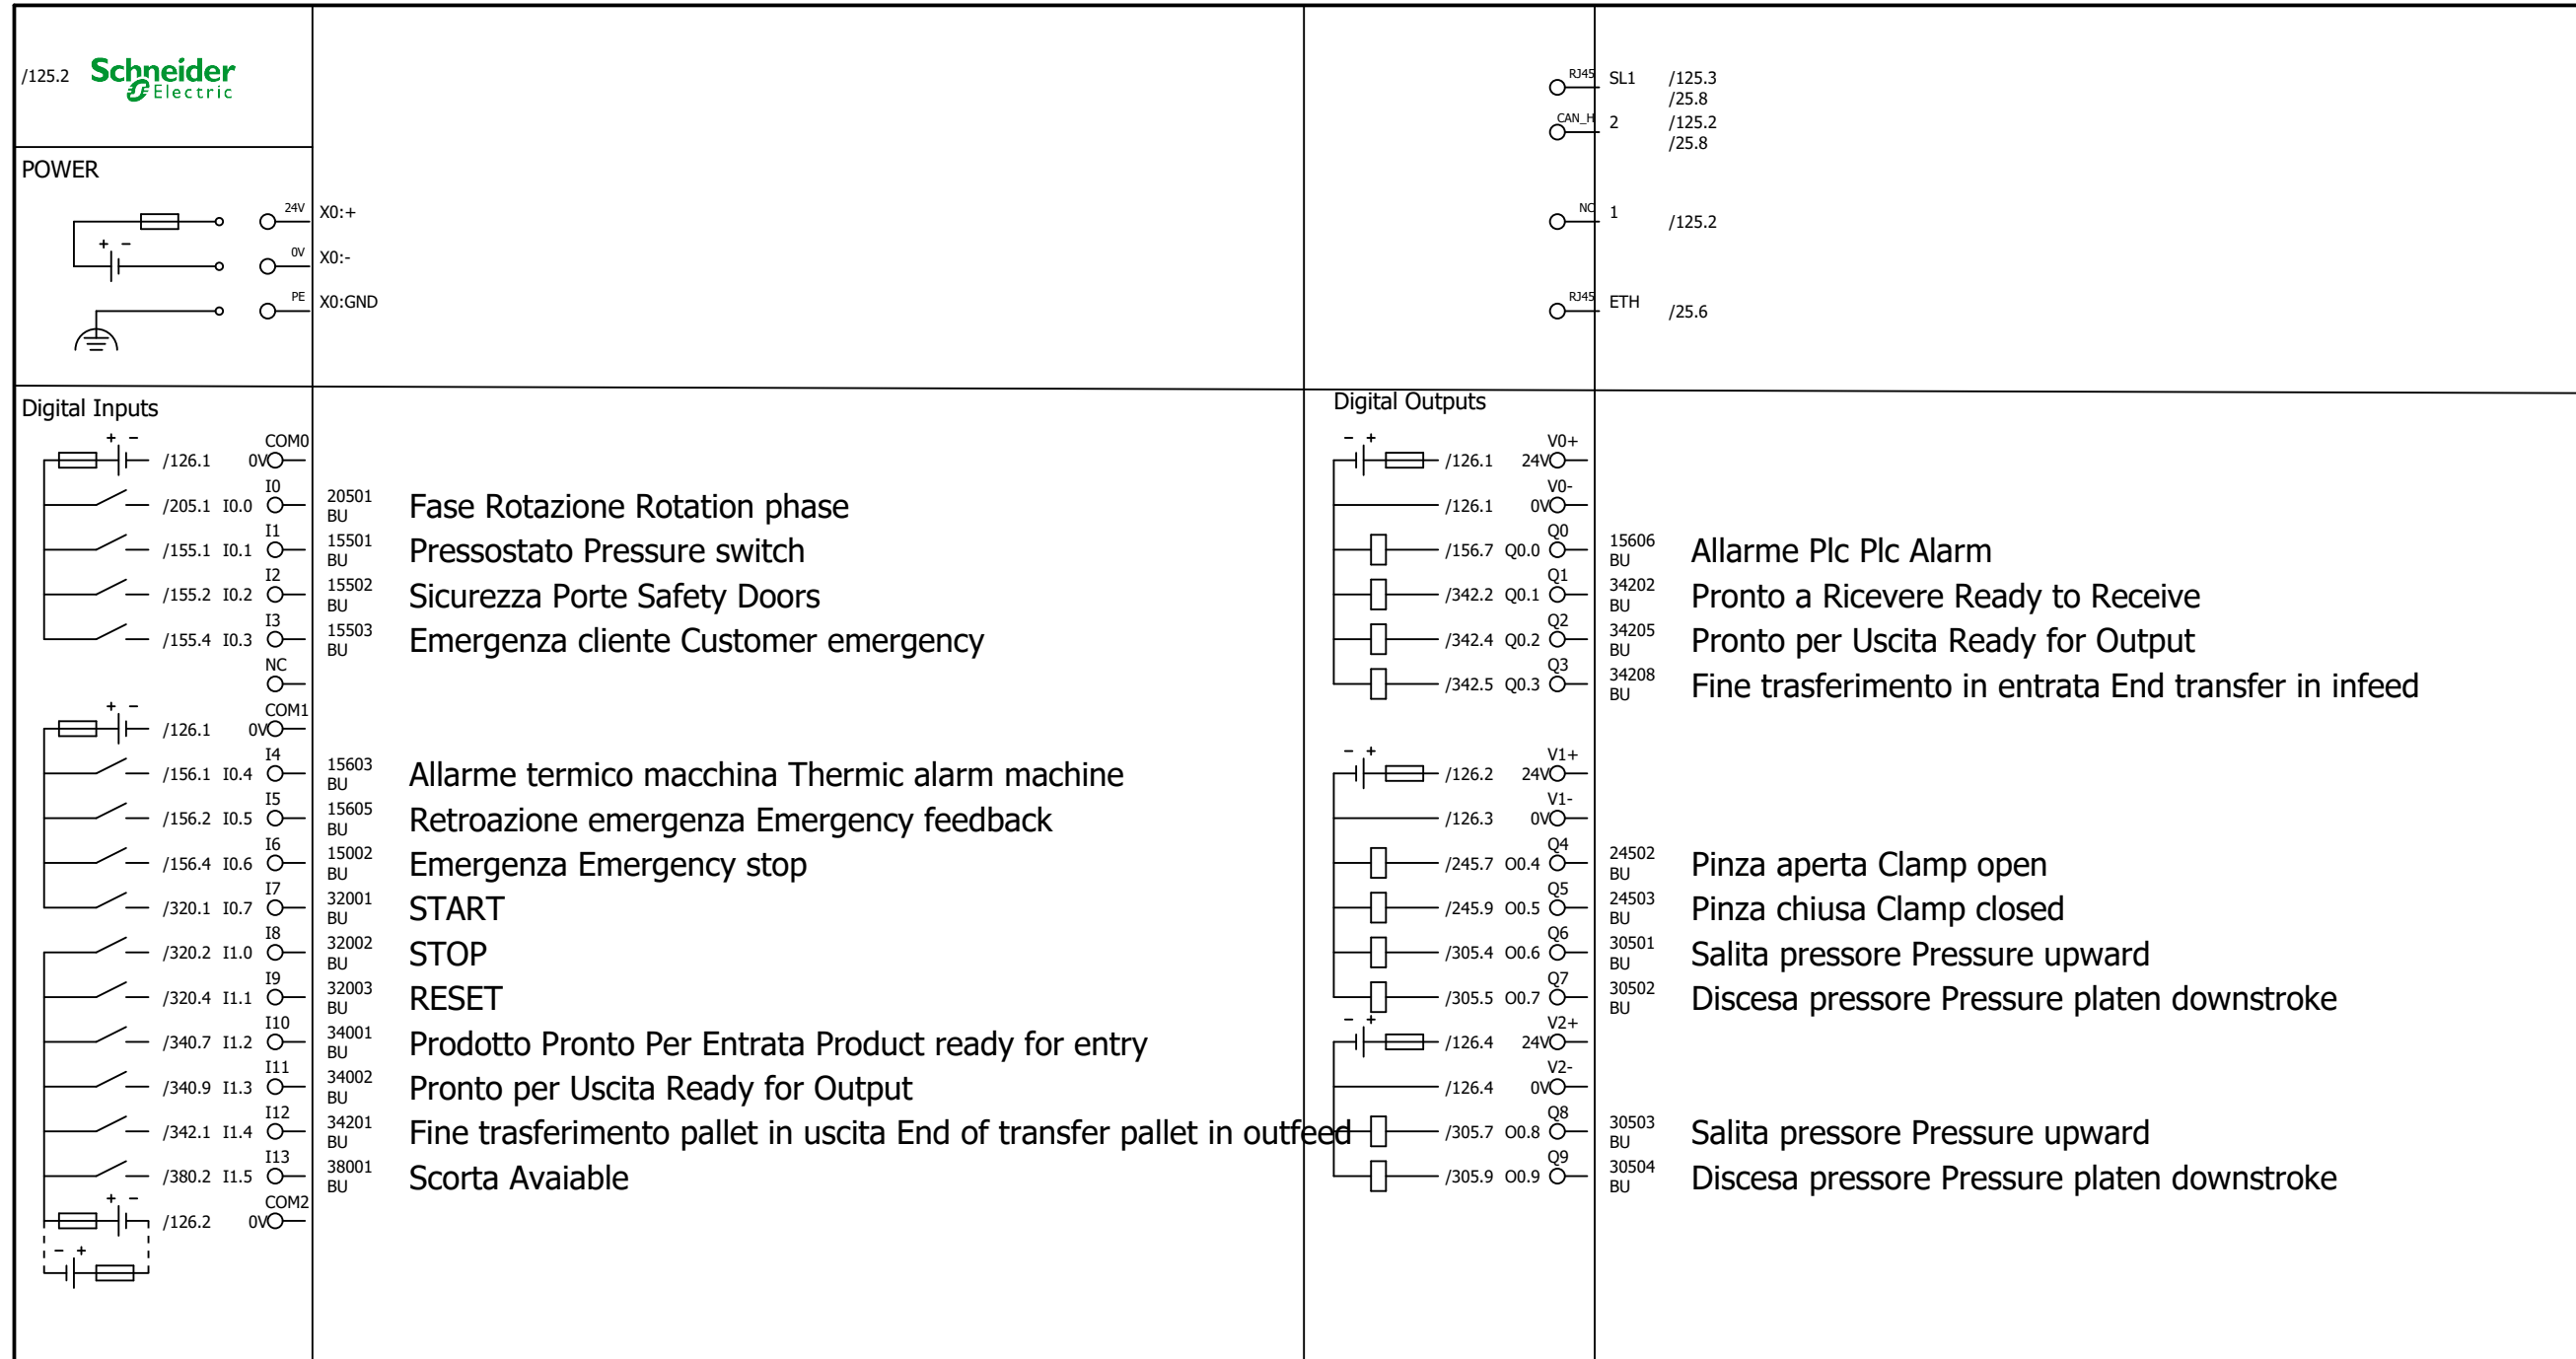 /125.2 Schneider Electric
POWER
24V X0:+
+ -
0V X0:-
PE X0:GND
RJ45 SL1 /125.3
/25.8
CAN_H 2 /125.2
/25.8
NC 1 /125.2
RJ45 ETH /25.6
Digital Inputs
+ - /126.1 0V COM0
/205.1 I0.0 I0 20501 BU Fase Rotazione Rotation phase
/155.1 I0.1 I1 15501 BU Pressostato Pressure switch
/155.2 I0.2 I2 15502 BU Sicurezza Porte Safety Doors
/155.4 I0.3 I3 15503 BU Emergenza cliente Customer emergency
NC
+ - /126.1 0V COM1
/156.1 I0.4 I4 15603 BU Allarme termico macchina Thermic alarm machine
/156.2 I0.5 I5 15605 BU Retroazione emergenza Emergency feedback
/156.4 I0.6 I6 15002 BU Emergenza Emergency stop
/320.1 I0.7 I7 32001 BU START
/320.2 I1.0 I8 32002 BU STOP
/320.4 I1.1 I9 32003 BU RESET
/340.7 I1.2 I10 34001 BU Prodotto Pronto Per Entrata Product ready for entry
/340.9 I1.3 I11 34002 BU Pronto per Uscita Ready for Output
/342.1 I1.4 I12 34201 BU Fine trasferimento pallet in uscita End of transfer pallet in outfeed
/380.2 I1.5 I13 38001 BU Scorta Avaiable
+ - /126.2 0V COM2
- +
Digital Outputs
- + /126.1 24V V0+
/126.1 0V V0-
/156.7 Q0.0 Q0 15606 BU Allarme Plc Plc Alarm
/342.2 Q0.1 Q1 34202 BU Pronto a Ricevere Ready to Receive
/342.4 Q0.2 Q2 34205 BU Pronto per Uscita Ready for Output
/342.5 Q0.3 Q3 34208 BU Fine trasferimento in entrata End transfer in infeed
- + /126.2 24V V1+
/126.3 0V V1-
/245.7 O0.4 Q4 24502 BU Pinza aperta Clamp open
/245.9 O0.5 Q5 24503 BU Pinza chiusa Clamp closed
/305.4 O0.6 Q6 30501 BU Salita pressore Pressure upward
/305.5 O0.7 Q7 30502 BU Discesa pressore Pressure platen downstroke
- + /126.4 24V V2+
/126.4 0V V2-
/305.7 O0.8 Q8 30503 BU Salita pressore Pressure upward
/305.9 O0.9 Q9 30504 BU Discesa pressore Pressure platen downstroke